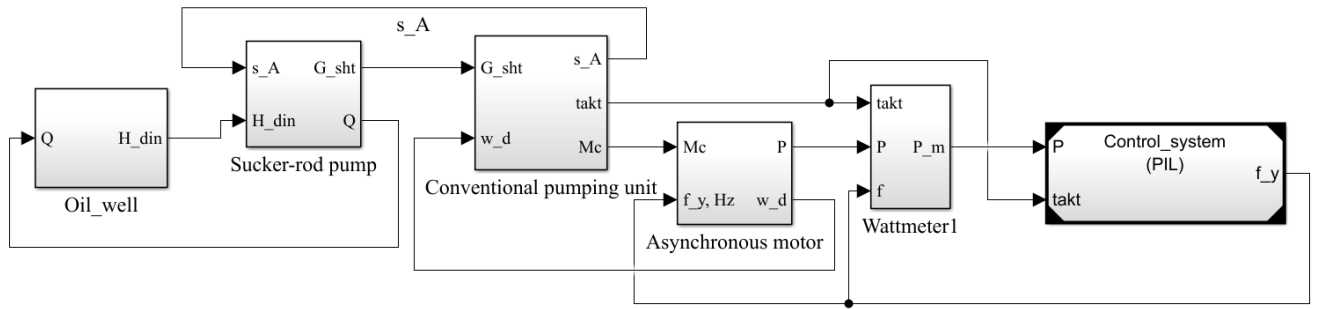 s_A
s_A
G_sht
H_din
Q
Sucker-rod pump
Q
H_din
Oil_well
G_sht
s_A
takt
w_d
Mc
Conventional pumping unit
Mc
P
f_y, Hz
w_d
Asynchronous motor
takt
P
P_m
f
Wattmeter1
Control_system
(PIL)
P
f_y
takt